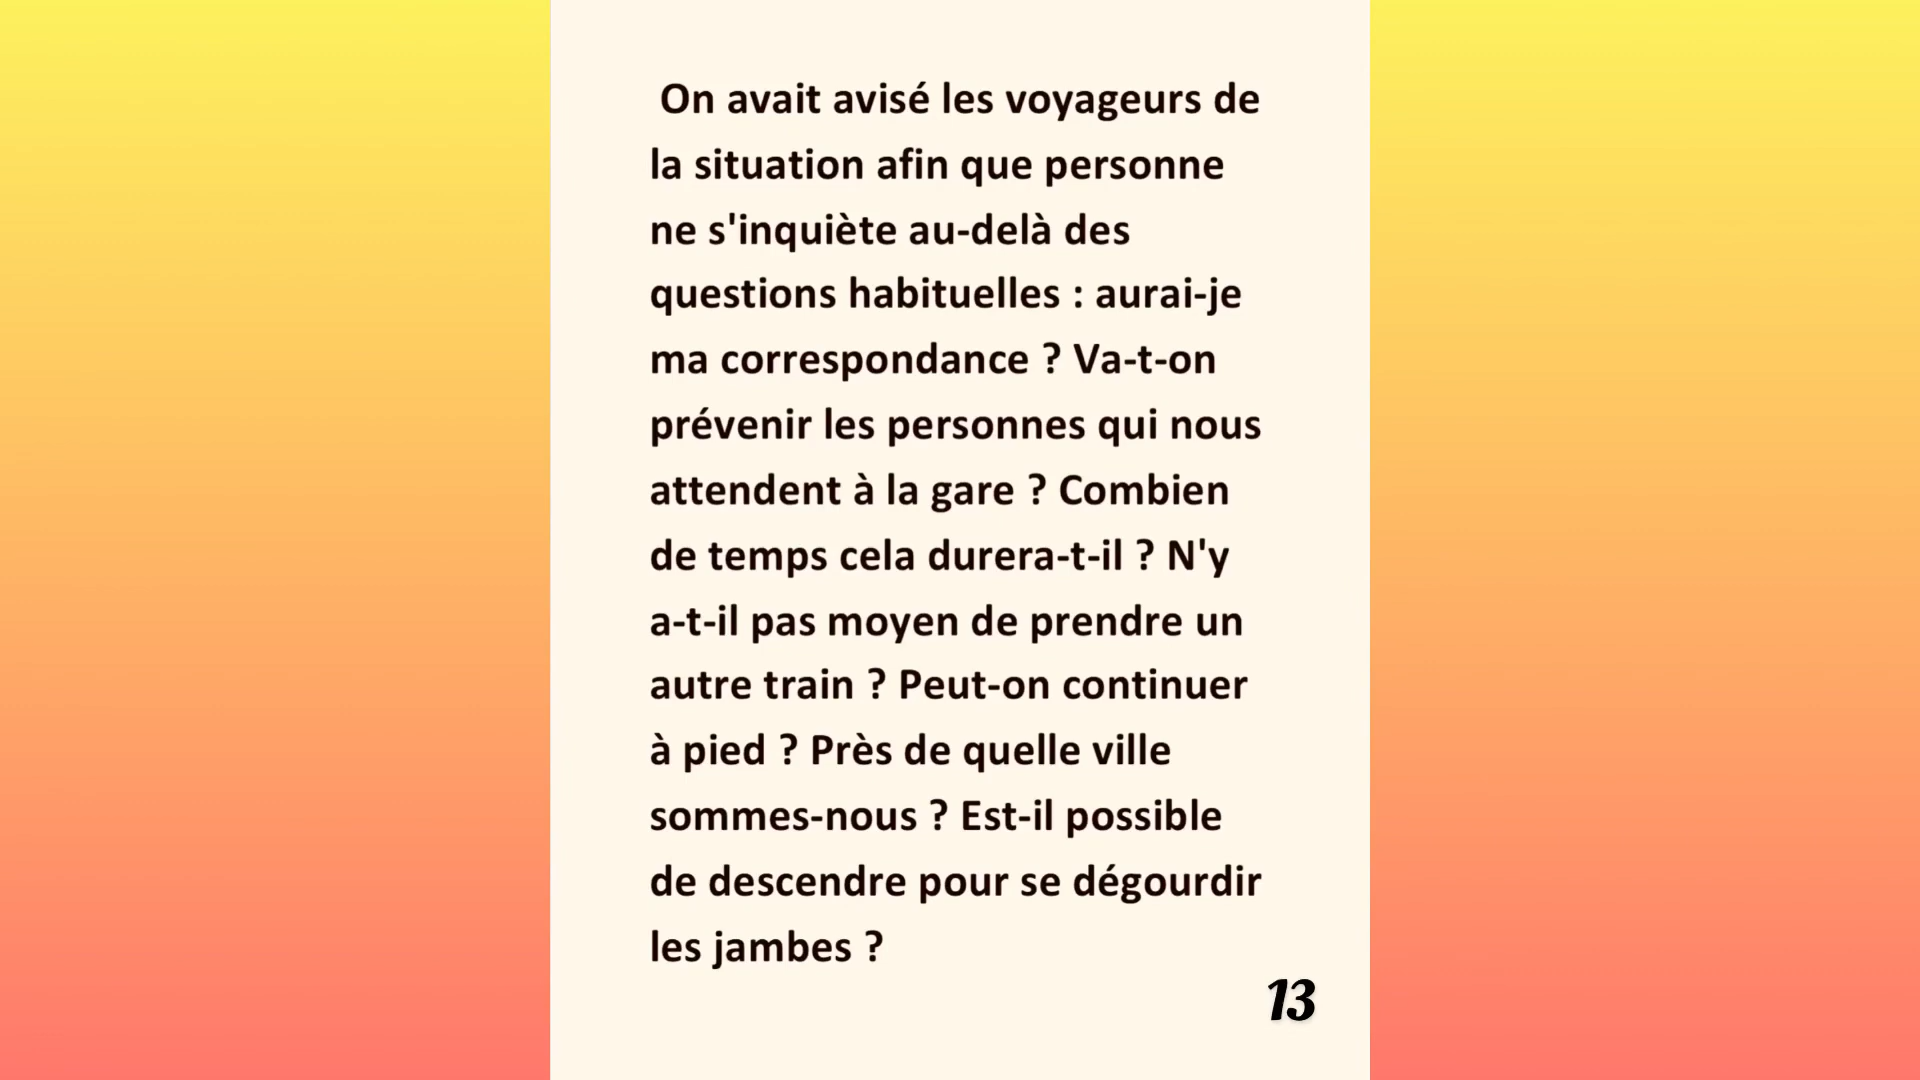 On avait avisé les voyageurs de
la situation afin que personne
ne s'inquiète au-delà des
questions habituelles : aurai-je
ma correspondance ? Va-t-on
prévenir les personnes qui nous
attendent à la gare ? Combien
de temps cela durera-t-il ? N'y
a-t-il pas moyen de prendre un
autre train ? Peut-on continuer
à pied ? Près de quelle ville
sommes-nous ? Est-il possible
de descendre pour se dégourdir
les jambes ?
13